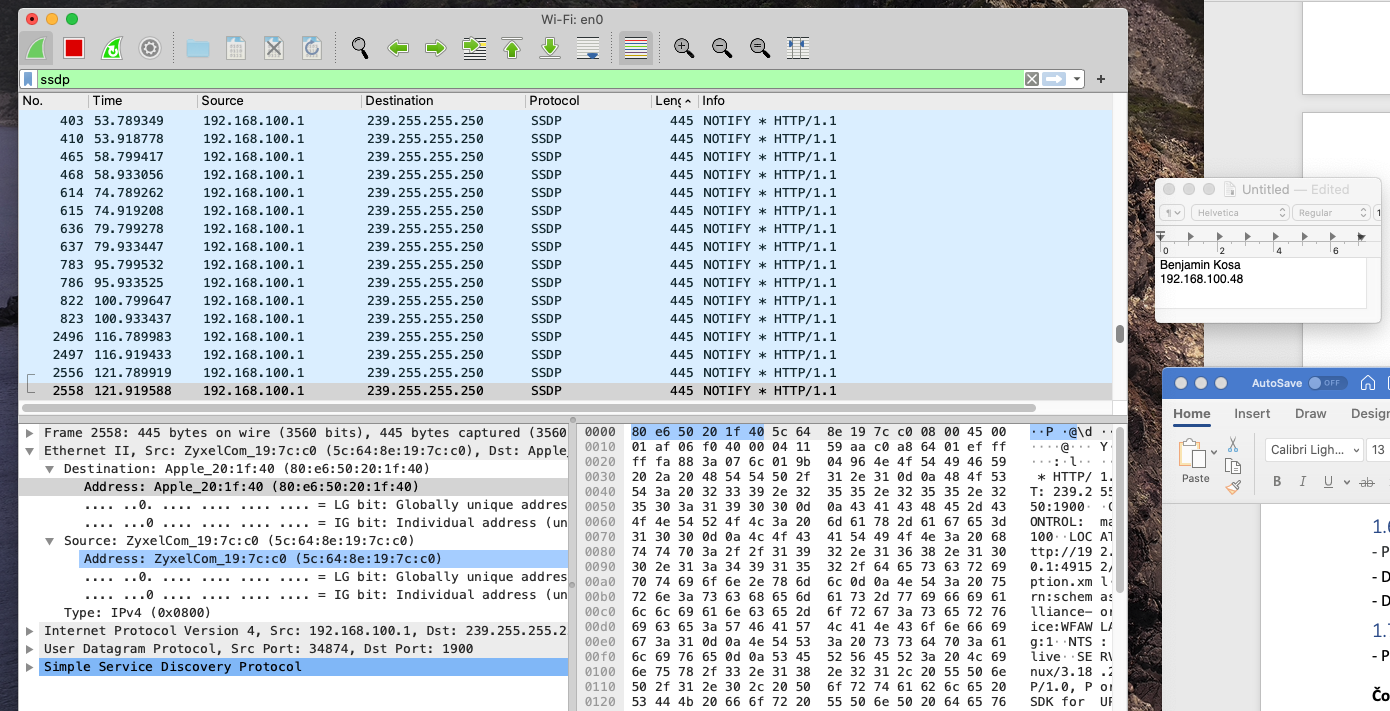 Wi-Fi: en0
ssdp
No. Time Source Destination Protocol Leng Info
403 53.789349 192.168.100.1 239.255.255.250 SSDP 445 NOTIFY * HTTP/1.1
410 53.918778 192.168.100.1 239.255.255.250 SSDP 445 NOTIFY * HTTP/1.1
465 58.799417 192.168.100.1 239.255.255.250 SSDP 445 NOTIFY * HTTP/1.1
468 58.933056 192.168.100.1 239.255.255.250 SSDP 445 NOTIFY * HTTP/1.1
614 74.789262 192.168.100.1 239.255.255.250 SSDP 445 NOTIFY * HTTP/1.1
615 74.919208 192.168.100.1 239.255.255.250 SSDP 445 NOTIFY * HTTP/1.1
636 79.799278 192.168.100.1 239.255.255.250 SSDP 445 NOTIFY * HTTP/1.1
637 79.933447 192.168.100.1 239.255.255.250 SSDP 445 NOTIFY * HTTP/1.1
783 95.799532 192.168.100.1 239.255.255.250 SSDP 445 NOTIFY * HTTP/1.1
786 95.933525 192.168.100.1 239.255.255.250 SSDP 445 NOTIFY * HTTP/1.1
822 100.799647 192.168.100.1 239.255.255.250 SSDP 445 NOTIFY * HTTP/1.1
823 100.933437 192.168.100.1 239.255.255.250 SSDP 445 NOTIFY * HTTP/1.1
2496 116.789983 192.168.100.1 239.255.255.250 SSDP 445 NOTIFY * HTTP/1.1
2497 116.919433 192.168.100.1 239.255.255.250 SSDP 445 NOTIFY * HTTP/1.1
2556 121.789919 192.168.100.1 239.255.255.250 SSDP 445 NOTIFY * HTTP/1.1
2558 121.919588 192.168.100.1 239.255.255.250 SSDP 445 NOTIFY * HTTP/1.1
Frame 2558: 445 bytes on wire (3560 bits), 445 bytes captured (3560
Ethernet II, Src: ZyxelCom_19:7c:c0 (5c:64:8e:19:7c:c0), Dst: Apple_
Destination: Apple_20:1f:40 (80:e6:50:20:1f:40)
Address: Apple_20:1f:40 (80:e6:50:20:1f:40)
.... ..0. .... .... .... .... = LG bit: Globally unique addres
.... ...0 .... .... .... .... = IG bit: Individual address (un
Source: ZyxelCom_19:7c:c0 (5c:64:8e:19:7c:c0)
Address: ZyxelCom_19:7c:c0 (5c:64:8e:19:7c:c0)
.... ..0. .... .... .... .... = LG bit: Globally unique addres
.... ...0 .... .... .... .... = IG bit: Individual address (un
Type: IPv4 (0x0800)
Internet Protocol Version 4, Src: 192.168.100.1, Dst: 239.255.255.2
User Datagram Protocol, Src Port: 34874, Dst Port: 1900
Simple Service Discovery Protocol
0000 80 e6 50 20 1f 40 5c 64 8e 19 7c c0 08 00 45 00 ··P ·@\d ··
0010 01 af 06 f0 40 00 04 11 59 aa c0 a8 64 01 ef ff ····@··· Y·
0020 ff fa 88 3a 07 6c 01 9b 04 96 4e 4f 54 49 46 59 ···:·l··
0030 20 2a 20 48 54 54 50 2f 31 2e 31 0d 0a 48 4f 53 * HTTP/ 1.
0040 54 3a 20 32 33 39 2e 32 35 35 2e 32 35 35 2e 32 T: 239.2 55
0050 35 30 3a 31 39 30 30 0d 0a 43 41 43 48 45 2d 43 50:1900· ·C
0060 4f 4e 54 52 4f 4c 3a 20 6d 61 78 2d 61 67 65 3d ONTROL: ma
0070 31 30 30 0d 0a 4c 4f 43 41 54 49 4f 4e 3a 20 68 100··LOC AT
0080 74 74 70 3a 2f 2f 31 39 32 2e 31 36 38 2e 31 30 ttp://19 2.
0090 30 2e 31 3a 34 39 31 35 32 2f 64 65 73 63 72 69 0.1:4915 2/
00a0 70 74 69 6f 6e 2e 78 6d 6c 0d 0a 4e 54 3a 20 75 ption.xm l·
00b0 72 6e 3a 73 63 68 65 6d 61 73 2d 77 69 66 69 61 rn:schem as
00c0 6c 6c 69 61 6e 63 65 2d 6f 72 67 3a 73 65 72 76 lliance- or
00d0 69 63 65 3a 57 46 41 57 4c 41 4e 43 6f 6e 66 69 ice:WFAW LA
00e0 67 3a 31 0d 0a 4e 54 53 3a 20 73 73 64 70 3a 61 g:1··NTS :
00f0 6c 69 76 65 0d 0a 53 45 52 56 45 52 3a 20 4c 69 live··SE RV
0100 6e 75 78 2f 33 2e 31 38 2e 32 31 2c 20 55 50 6e nux/3.18 .2
0110 50 2f 31 2e 30 2c 20 50 6f 72 74 61 62 6c 65 20 P/1.0, P or
0120 53 44 4b 20 66 6f 72 20 55 50 6e 50 20 64 65 76 SDK for UP
Untitled — Edited
Helvetica Regular 1
0 2 4 6
Benjamin Kosa
192.168.100.48
AutoSave OFF
Home Insert Draw Design
Paste
Calibri Ligh... 13
B I U ab
1.6
- P
- D
- D
1.7
- P
Čo